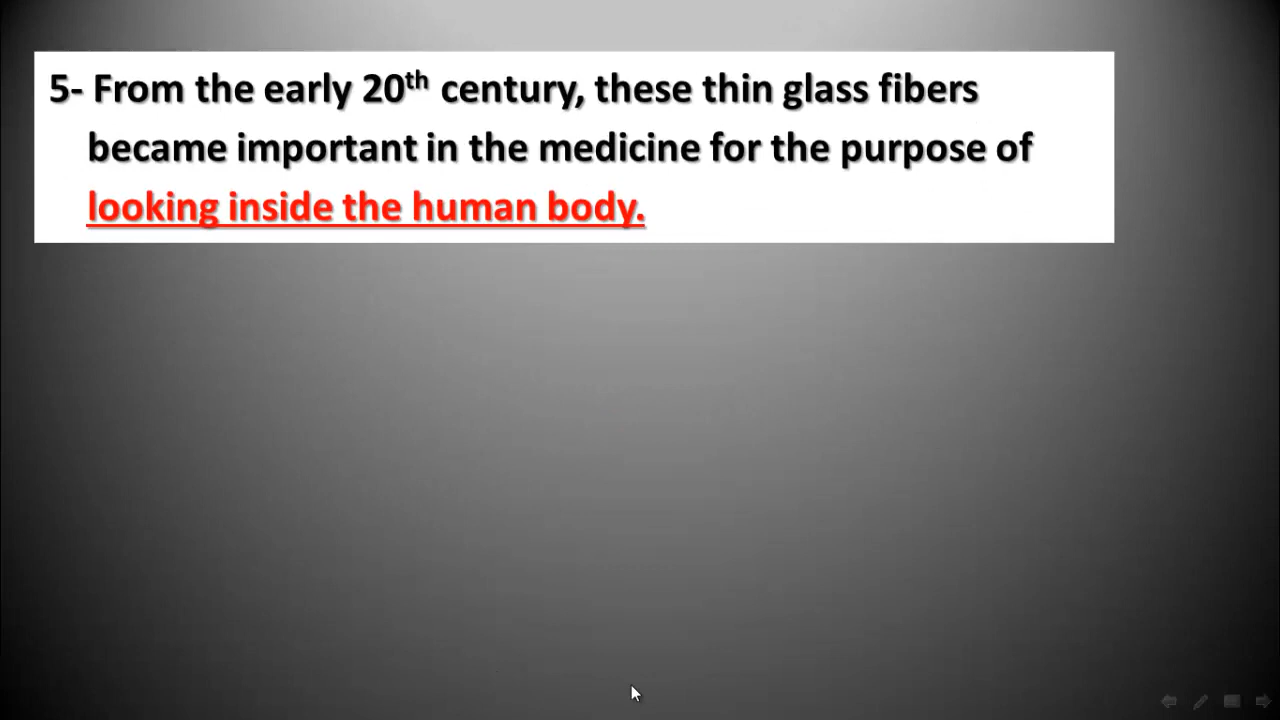 5- From the early 20th century, these thin glass fibers
became important in the medicine for the purpose of
looking inside the human body.